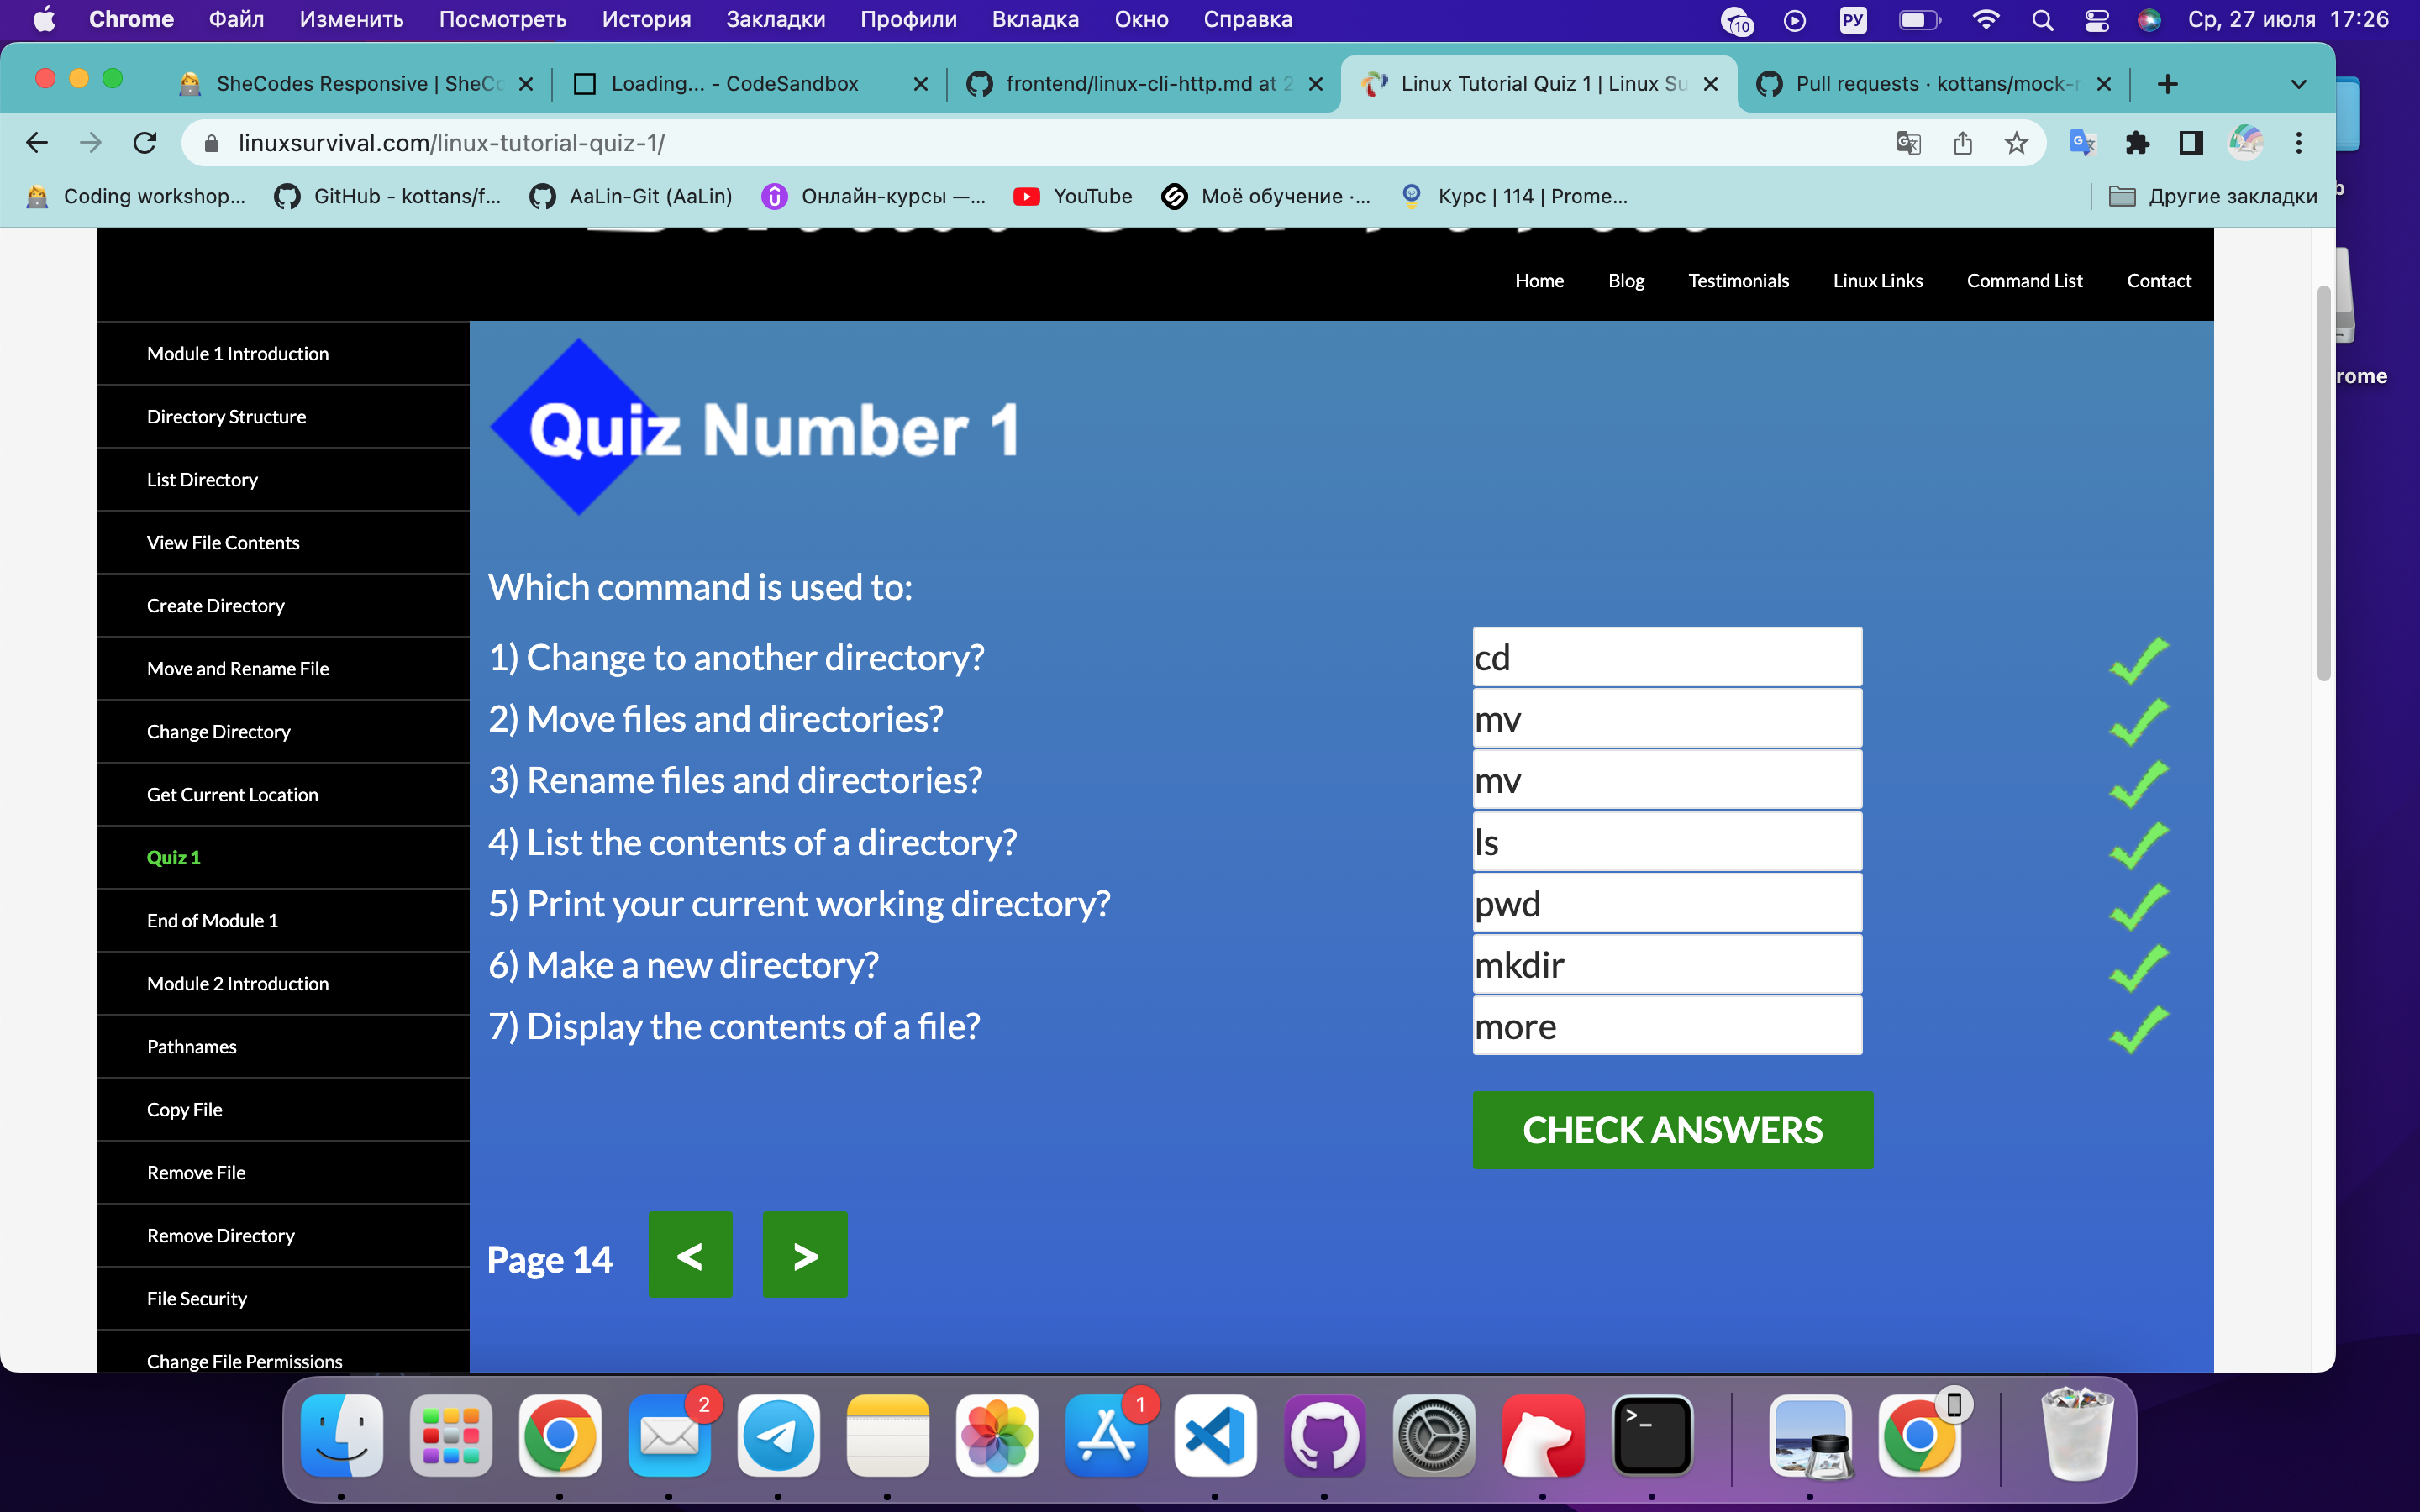 Chrome Файл Изменить Посмотреть История Закладки Профили Вкладка Окно Справка 10 РУ Ср, 27 июля 17:26
SheCodes Responsive | SheCo Loading... - CodeSandbox frontend/linux-cli-http.md at 2 Linux Tutorial Quiz 1 | Linux Su Pull requests · kottans/mock-r
linuxsurvival.com/linux-tutorial-quiz-1/
Coding workshop... GitHub - kottans/f... AaLin-Git (AaLin) Онлайн-курсы —... YouTube Моё обучение ·... Курс | 114 | Prome... Другие закладки
Home Blog Testimonials Linux Links Command List Contact
rome
Module 1 Introduction
Directory Structure
List Directory
View File Contents
Create Directory
Move and Rename File
Change Directory
Get Current Location
Quiz 1
End of Module 1
Module 2 Introduction
Pathnames
Copy File
Remove File
Remove Directory
File Security
Change File Permissions
Quiz Number 1
Which command is used to:
1) Change to another directory? cd
2) Move files and directories? mv
3) Rename files and directories? mv
4) List the contents of a directory? ls
5) Print your current working directory? pwd
6) Make a new directory? mkdir
7) Display the contents of a file? more
CHECK ANSWERS
Page 14 < >
2 1 >_